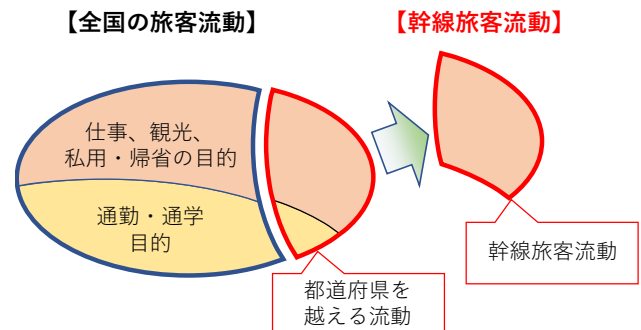 【全国の旅客流動】
【幹線旅客流動】
仕事、観光、
私用・帰省の目的
通勤・通学
目的
幹線旅客流動
都道府県を
越える流動